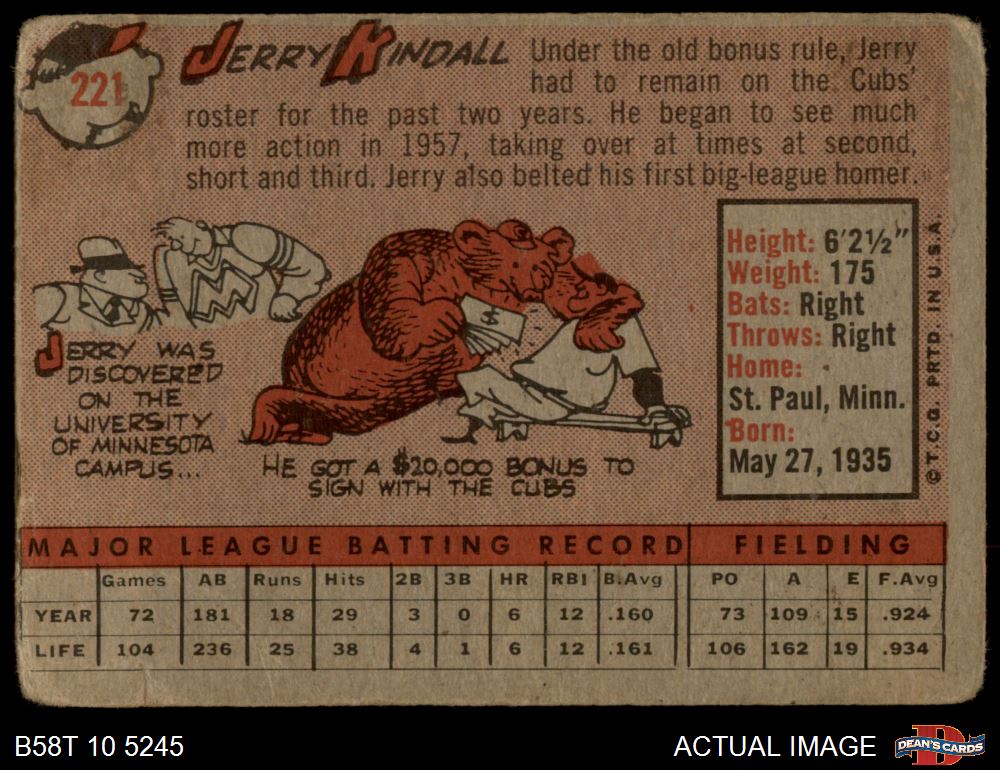 221
JERRY KINDALL
Under the old bonus rule, Jerry
had to remain on the Cubs'
roster for the past two years. He began to see much
more action in 1957, taking over at times at second,
short and third. Jerry also belted his first big-league homer.
JERRY WAS
DISCOVERED
ON THE
UNIVERSITY
OF MINNESOTA
CAMPUS...
M
$
HE GOT A $20,000 BONUS TO
SIGN WITH THE CUBS
Height: 6'2½"
Weight: 175
Bats: Right
Throws: Right
Home:
St. Paul, Minn.
Born:
May 27, 1935
© T.C.G. PRTD. IN U.S.A.
MAJOR LEAGUE BATTING RECORD FIELDING
Games AB Runs Hits 2B 3B HR RBI B.Avg PO A E F.Avg
YEAR 72 181 18 29 3 0 6 12 .160 73 109 15 .924
LIFE 104 236 25 38 4 1 6 12 .161 106 162 19 .934
B58T 10 5245
ACTUAL IMAGE
D
DEAN'S CARDS